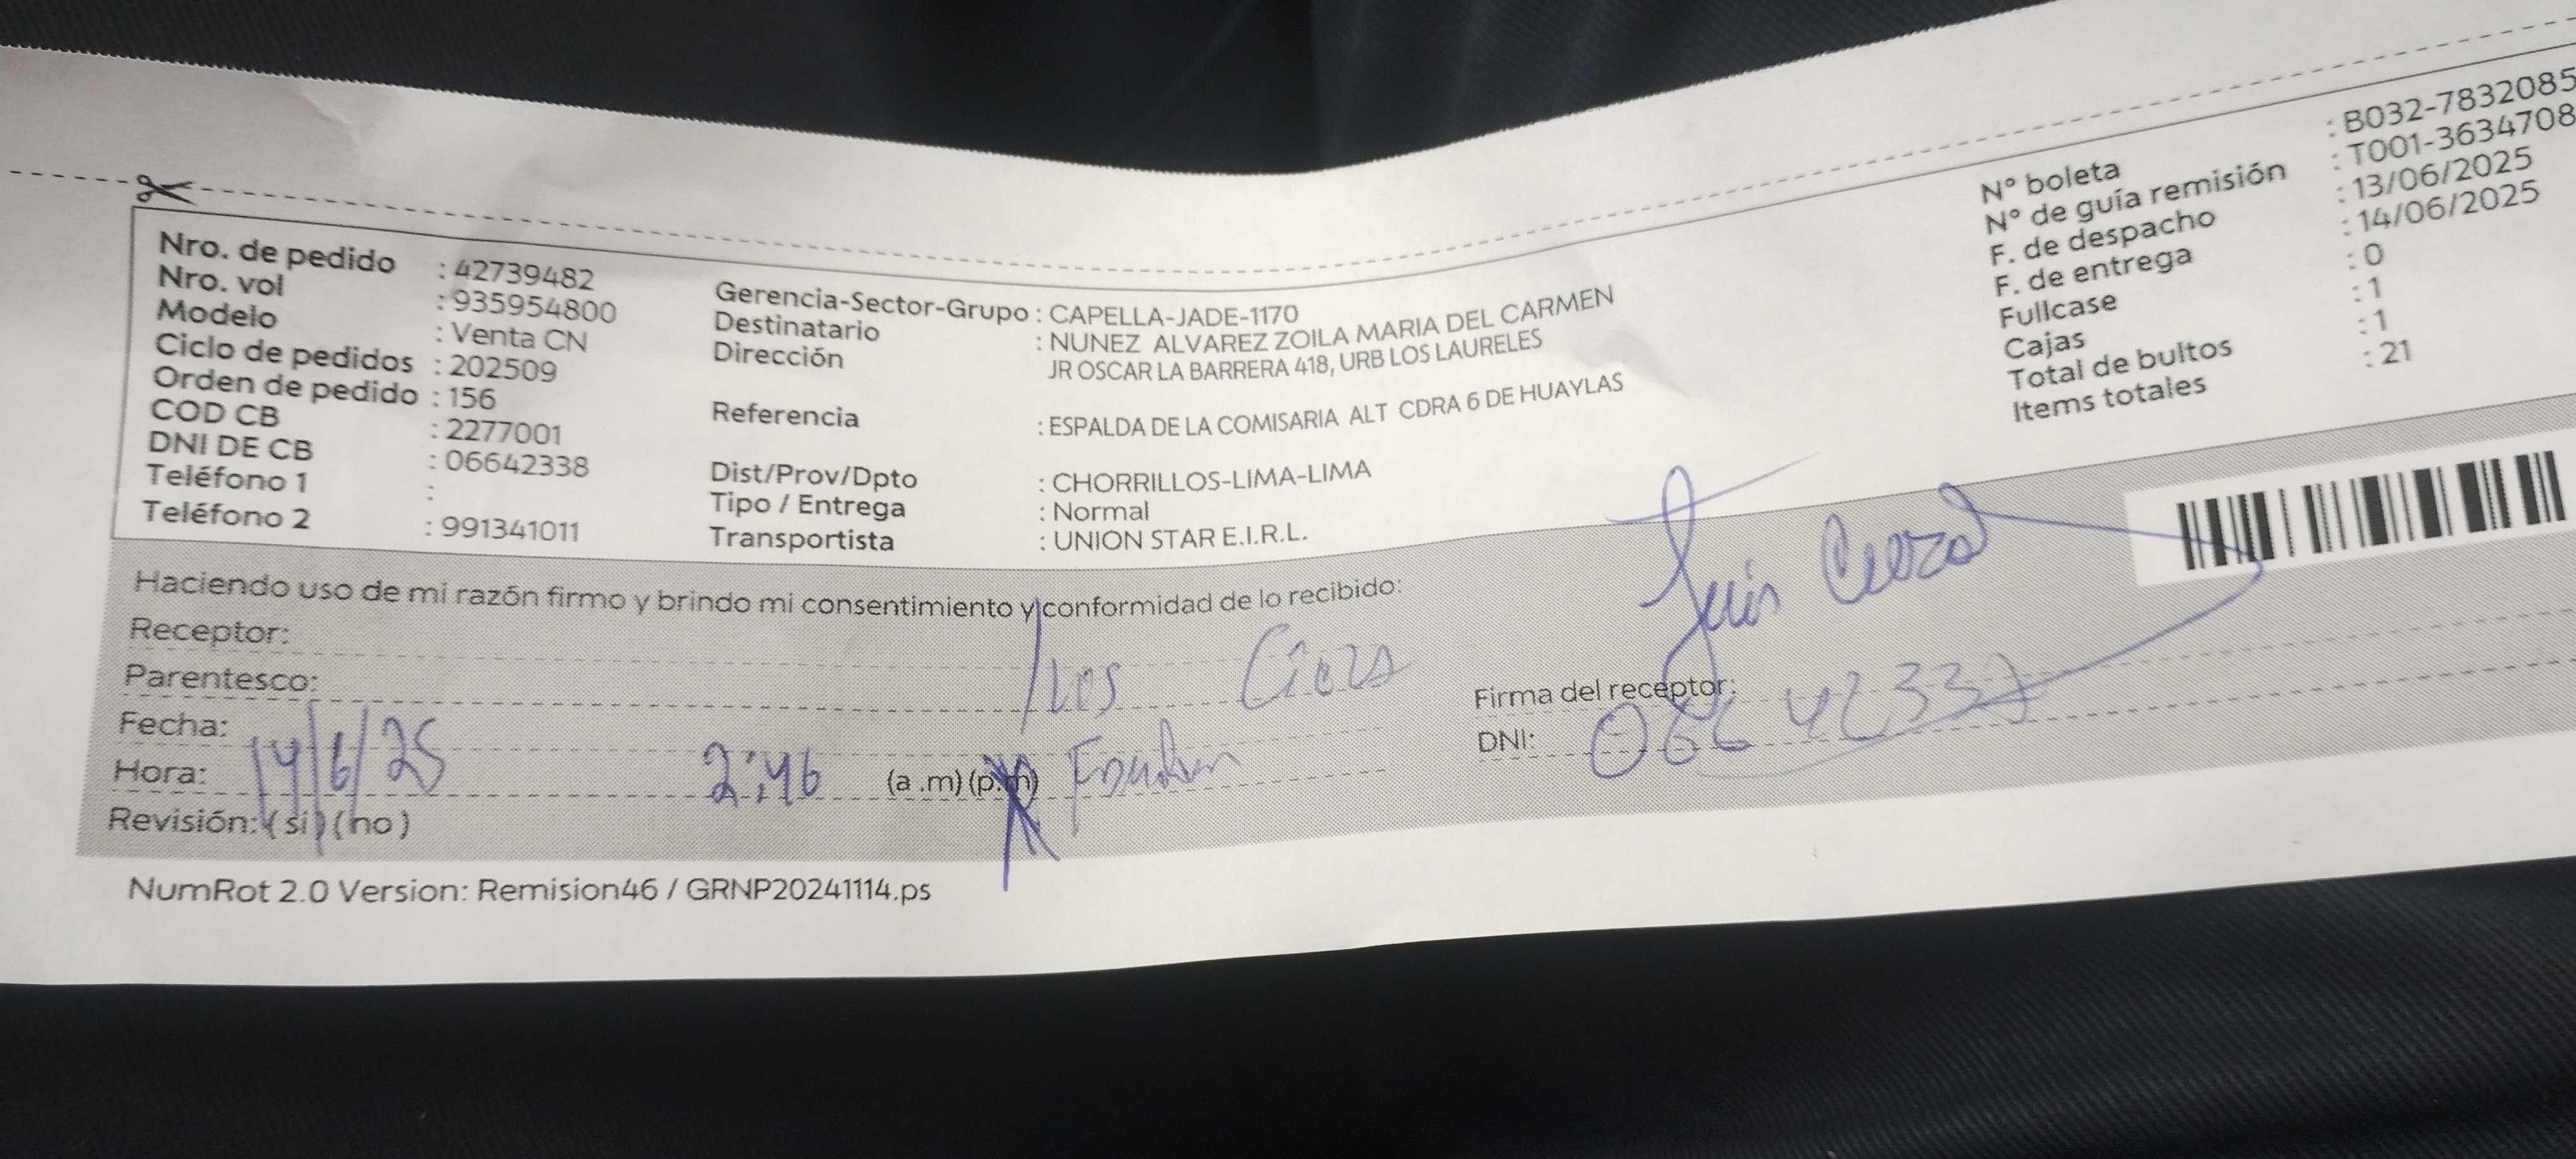 Nro. de pedido : 42739482
Nro. vol : 935954800
Modelo : Venta CN
Ciclo de pedidos : 202509
Orden de pedido : 156
COD CB : 2277001
DNI DE CB : 06642338
Teléfono 1 :
Teléfono 2 : 991341011
Gerencia-Sector-Grupo : CAPELLA-JADE-1170
Destinatario : NUNEZ ALVAREZ ZOILA MARIA DEL CARMEN
Dirección JR OSCAR LA BARRERA 418, URB LOS LAURELES
Referencia : ESPALDA DE LA COMISARIA ALT CDRA 6 DE HUAYLAS
Dist/Prov/Dpto : CHORRILLOS-LIMA-LIMA
Tipo / Entrega : Normal
Transportista : UNION STAR E.I.R.L.
N° boleta : B032-7832085
N° de guía remisión : T001-3634708
F. de despacho : 13/06/2025
F. de entrega : 14/06/2025
Fullcase : 0
Cajas : 1
Total de bultos : 1
Items totales : 21
Haciendo uso de mi razón firmo y brindo mi consentimiento y conformidad de lo recibido:
Receptor:
Parentesco:
Fecha: 14/6/25
Hora: 2:46 (a .m) (p.m)
Revisión: ( si ) ( no )
Firma del receptor:
DNI: 06642337
NumRot 2.0 Version: Remision46 / GRNP20241114.ps